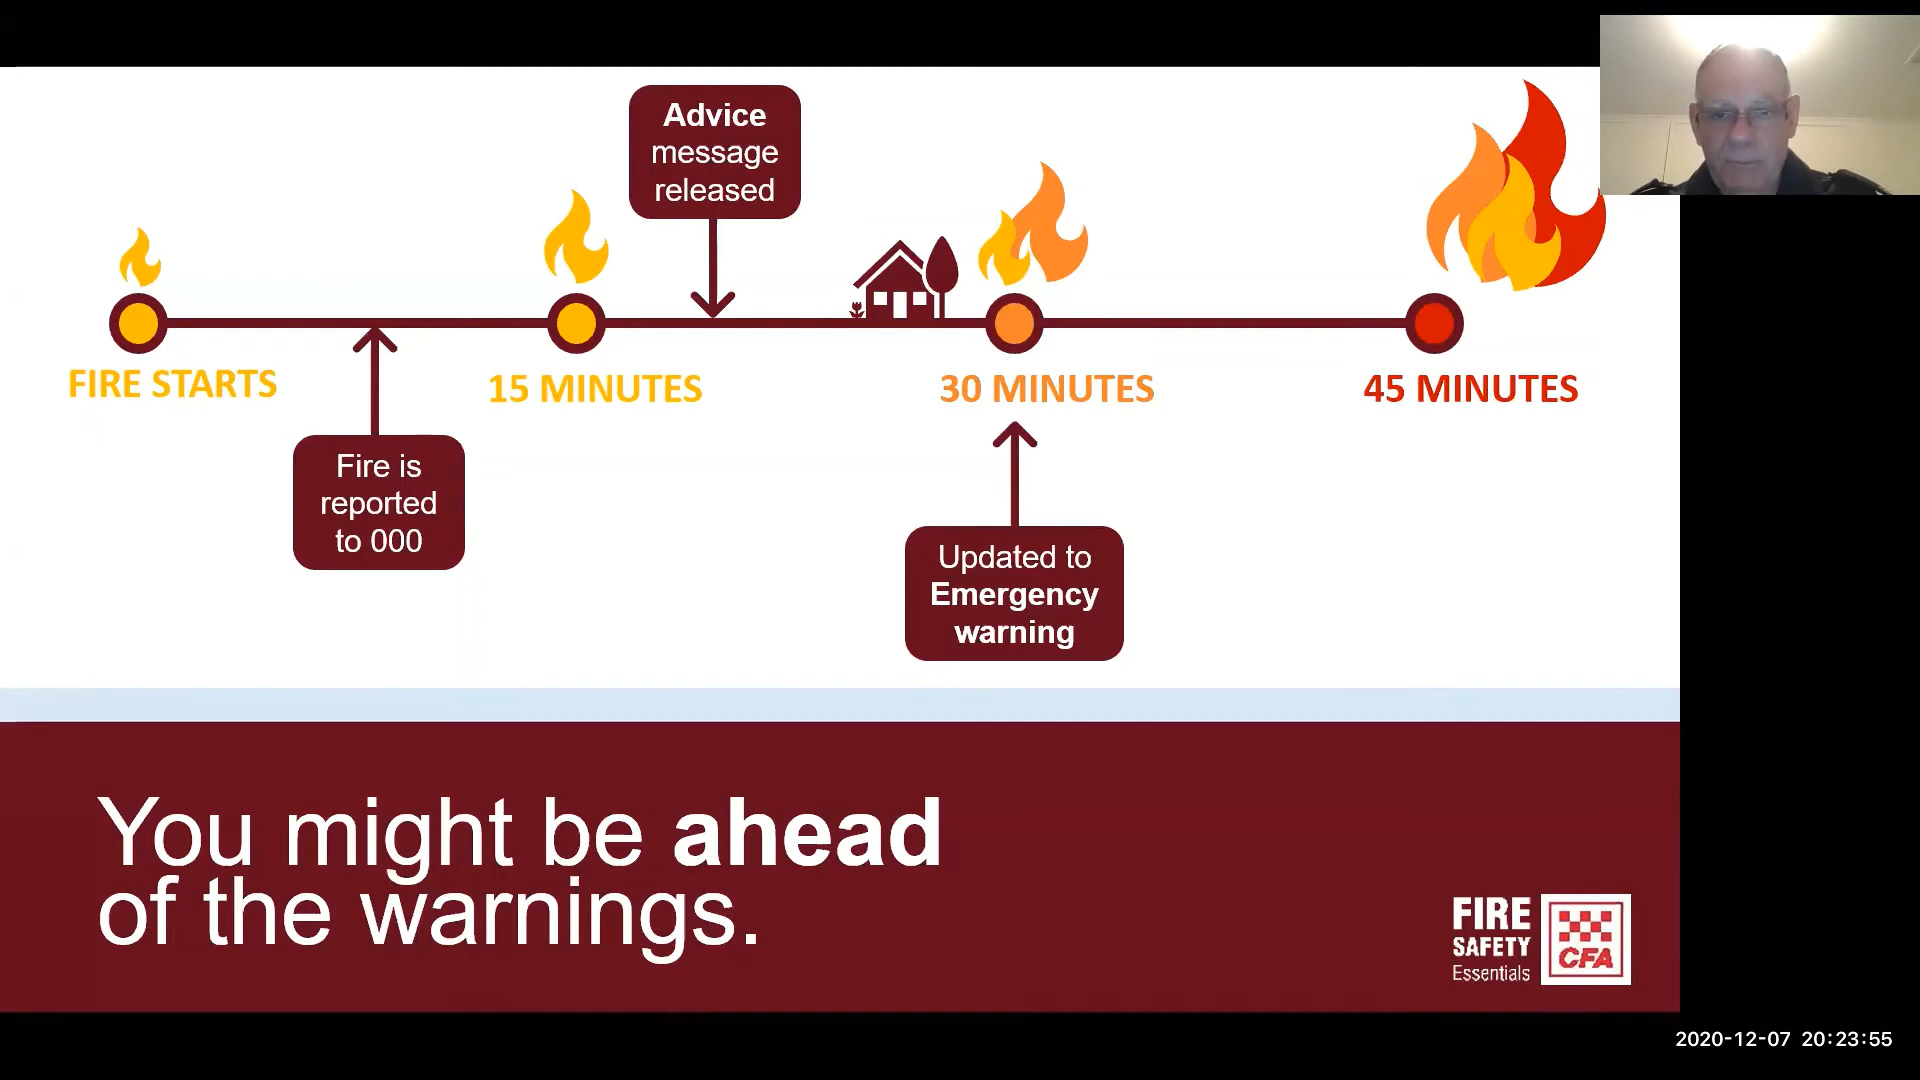 Advice
message
released
FIRE STARTS
15 MINUTES
30 MINUTES
45 MINUTES
Fire is
reported
to 000
Updated to
Emergency
warning
You might be ahead
of the warnings.
FIRE
SAFETY
Essentials
CFA
2020-12-07 20:23:55